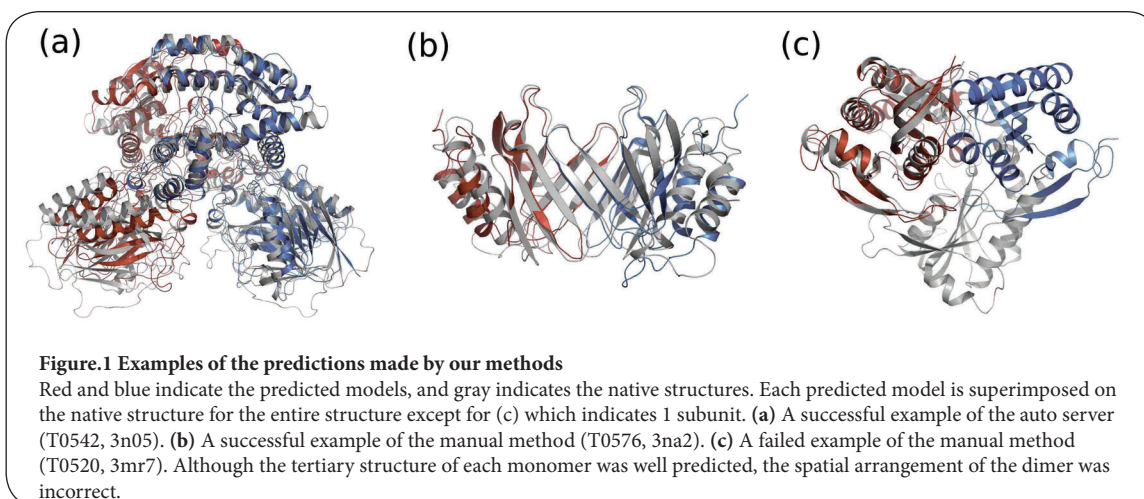 (a)
(b)
(c)
Figure.1 Examples of the predictions made by our methods
Red and blue indicate the predicted models, and gray indicates the native structures. Each predicted model is superimposed on
the native structure for the entire structure except for (c) which indicates 1 subunit. (a) A successful example of the auto server
(T0542, 3n05). (b) A successful example of the manual method (T0576, 3na2). (c) A failed example of the manual method
(T0520, 3mr7). Although the tertiary structure of each monomer was well predicted, the spatial arrangement of the dimer was
incorrect.